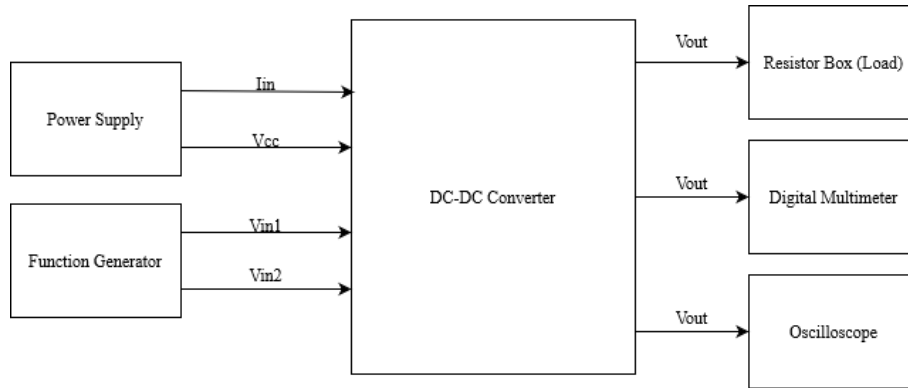 Power Supply
Iin
Vcc
Function Generator
Vin1
Vin2
DC-DC Converter
Vout
Resistor Box (Load)
Vout
Digital Multimeter
Vout
Oscilloscope